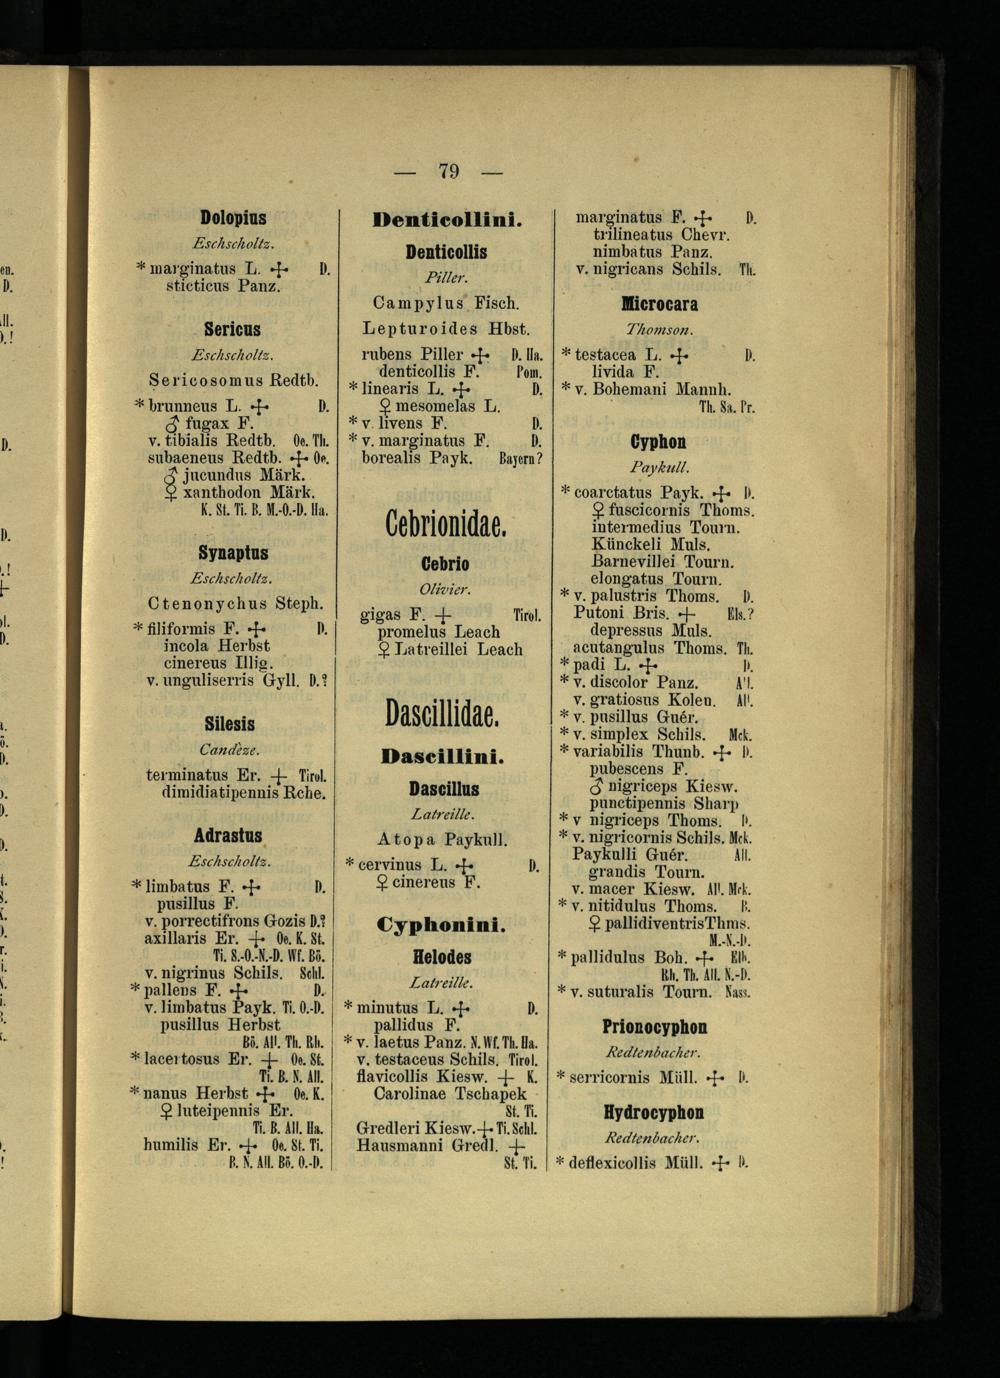 — 79 —
Dolopius
Eschscholtz.
* marginatus L. ·+· D.
sticticus Panz.
Sericus
Eschscholtz.
Sericosomus Redtb.
* brunneus L. ·+· D.
♂ fugax F.
v. tibialis Redtb. Oe. Th.
subaeneus Redtb. ·+· Oe.
♂ jucundus Märk.
♀ xanthodon Märk.
K. St. Ti. B. M.-O.-D. Ha.
Synaptus
Eschscholtz.
Ctenonychus Steph.
* filiformis F. ·+· D.
incola Herbst
cinereus Illig.
v. unguliserris Gyll. D.?
Silesis
Candèze.
terminatus Er. + Tirol.
dimidiatipennis Rche.
Adrastus
Eschscholtz.
* limbatus F. ·+· D.
pusillus F.
v. porrectifrons Gozis D.?
axillaris Er. ·+· Oe. K. St.
Ti. S.-O.-N.-D. Wf. Bö.
v. nigrinus Schils. Schl.
* pallens F. ·+· D.
v. limbatus Payk. Ti. O.-D.
pusillus Herbst
Bö. All. Th. Rh.
* lacertosus Er. + Oe. St.
Ti. B. N. All.
* nanus Herbst ·+· Oe. K.
♀ luteipennis Er.
Ti. B. All. Ha.
humilis Er. ·+· Oe. St. Ti.
B. N. All. Bö. O.-D.
Denticollini.
Denticollis
Piller.
Campylus Fisch.
Lepturoides Hbst.
rubens Piller ·+· D. Ha.
denticollis F. Pom.
* linearis L. ·+· D.
♀ mesomelas L.
* v. livens F. D.
* v. marginatus F. D.
borealis Payk. Bayern?
Cebrionidae.
Cebrio
Olivier.
gigas F. + Tirol.
promelus Leach
♀ Latreillei Leach
Dascillidae.
Dascillini.
Dascillus
Latreille.
Atopa Paykull.
* cervinus L. ·+· D.
♀ cinereus F.
Cyphonini.
Helodes
Latreille.
* minutus L. ·+· D.
pallidus F.
* v. laetus Panz. N. Wf. Th. Ha.
v. testaceus Schils. Tirol.
flavicollis Kiesw. + K.
Carolinae Tschapek
St. Ti.
Gredleri Kiesw. + Ti. Schl.
Hausmanni Gredl. +
St. Ti.
marginatus F. ·+· D.
trilineatus Chevr.
nimbatus Panz.
v. nigricans Schils. Th.
Microcara
Thomson.
* testacea L. ·+· D.
livida F.
* v. Bohemani Mannh.
Th. Sa. Pr.
Cyphon
Paykull.
* coarctatus Payk. ·+· D.
♀ fuscicornis Thoms.
intermedius Tourn.
Künckeli Muls.
Barnevillei Tourn.
elongatus Tourn.
* v. palustris Thoms. D.
Putoni Bris. + Els.?
depressus Muls.
acutangulus Thoms. Th.
* padi L. ·+· D.
* v. discolor Panz. All.
v. gratiosus Kolen. All.
* v. pusillus Guér.
* v. simplex Schils. Mck.
* variabilis Thunb. ·+· D.
pubescens F.
♂ nigriceps Kiesw.
punctipennis Sharp
* v nigriceps Thoms. D.
* v. nigricornis Schils. Mck.
Paykulli Guér. All.
grandis Tourn.
v. macer Kiesw. All. Mrk.
* v. nitidulus Thoms. B.
♀ pallidiventris Thms.
M.-N.-D.
* pallidulus Boh. ·+· Elb.
Rh. Th. All. N.-D.
* v. suturalis Tourn. Nass.
Prionocyphon
Redtenbacher.
* serricornis Müll. ·+· D.
Hydrocyphon
Redtenbacher.
* deflexicollis Müll. ·+· D.